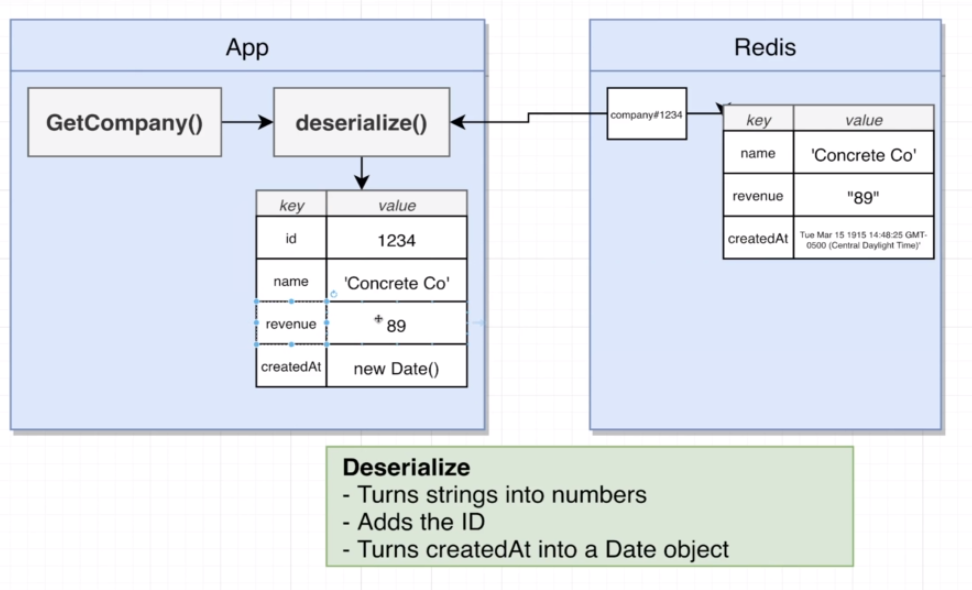 App
GetCompany()
deserialize()
key value
id 1234
name 'Concrete Co'
revenue 89
createdAt new Date()
Redis
company#1234
key value
name 'Concrete Co'
revenue "89"
createdAt Tue Mar 15 1915 14:48:25 GMT-
0500 (Central Daylight Time)'
Deserialize
- Turns strings into numbers
- Adds the ID
- Turns createdAt into a Date object